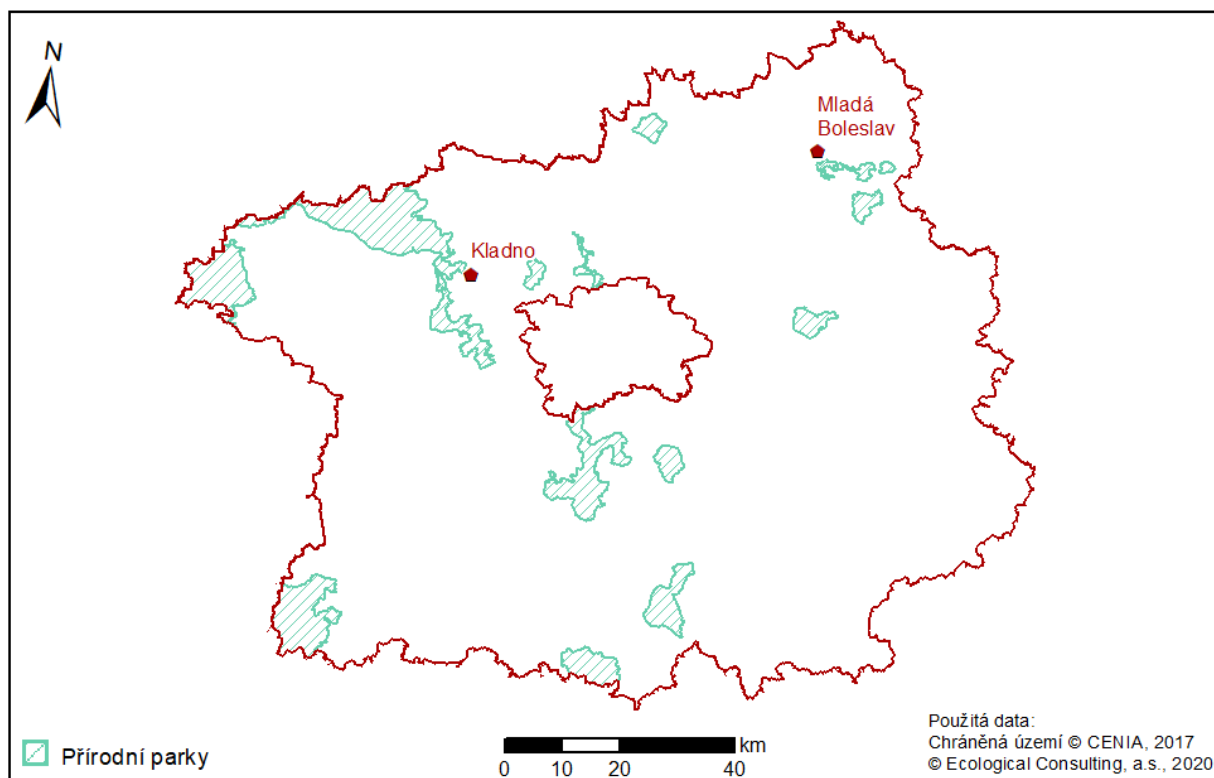 N
Mladá
Boleslav
Kladno
Přírodní parky
km
0 10 20 40
Použitá data:
Chráněná území © CENIA, 2017
© Ecological Consulting, a.s., 2020